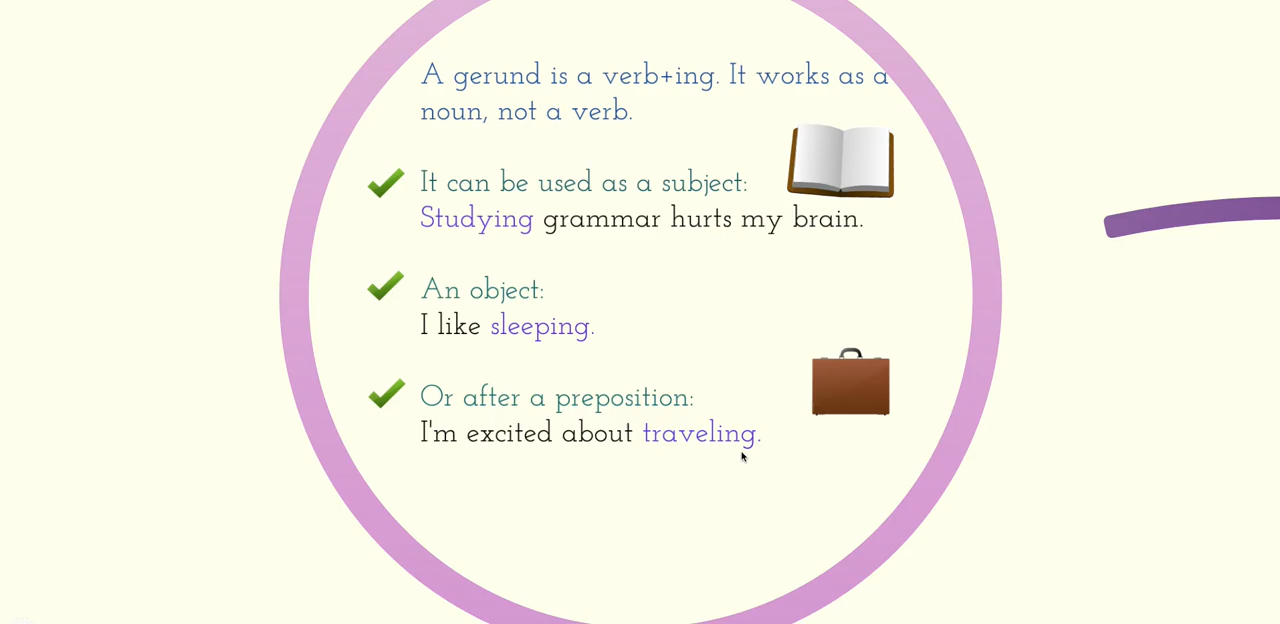 A gerund is a verb+ing. It works as a
noun, not a verb.
It can be used as a subject:
Studying grammar hurts my brain.
An object:
I like sleeping.
Or after a preposition:
I'm excited about traveling.